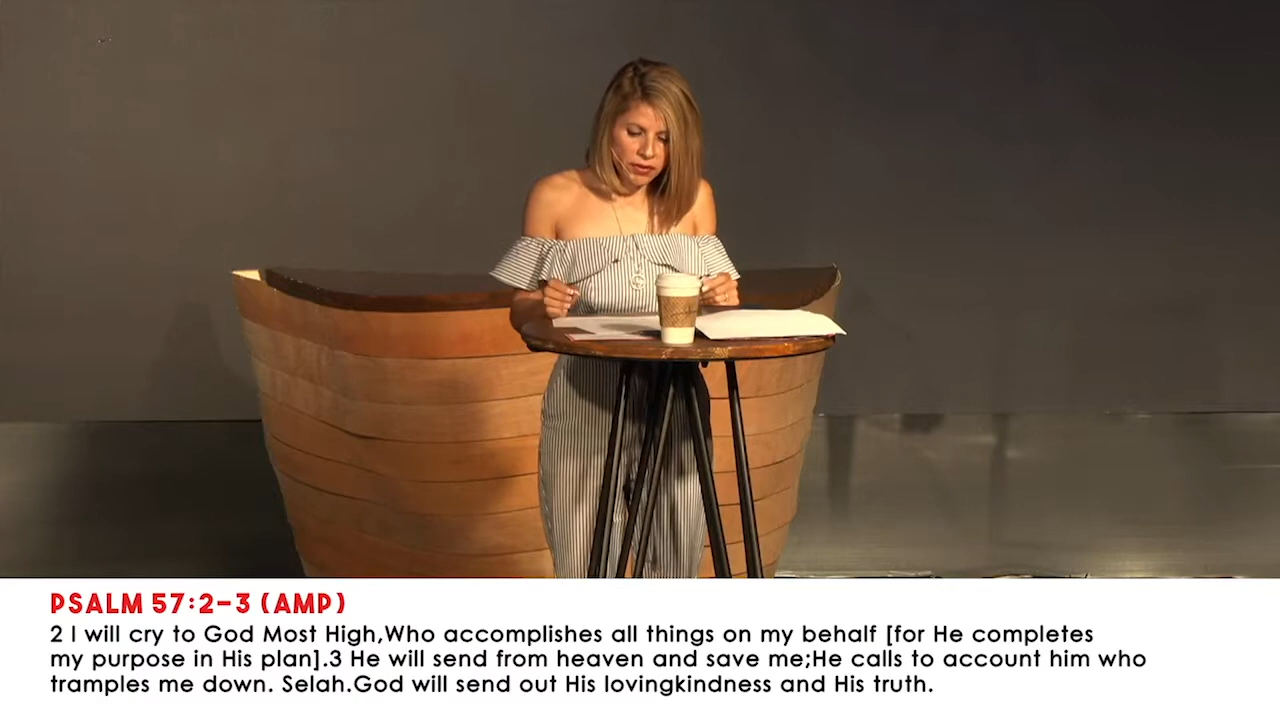 PSALM 57:2-3 (AMP)
2 I will cry to God Most High,Who accomplishes all things on my behalf [for He completes
my purpose in His plan].3 He will send from heaven and save me;He calls to account him who
tramples me down. Selah.God will send out His lovingkindness and His truth.